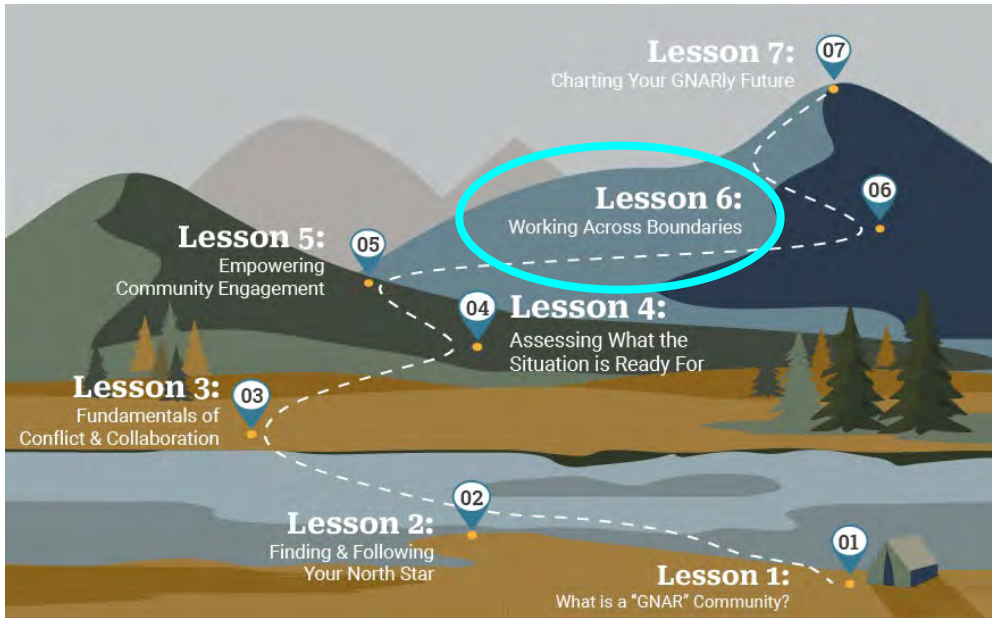 Lesson 7:
Charting Your GNARly Future
07
Lesson 6:
Working Across Boundaries
06
Lesson 5:
Empowering
Community Engagement
05
04
Lesson 4:
Assessing What the
Situation is Ready For
Lesson 3:
Fundamentals of
Conflict & Collaboration
03
Lesson 2:
Finding & Following
Your North Star
02
Lesson 1:
What is a "GNAR" Community?
01